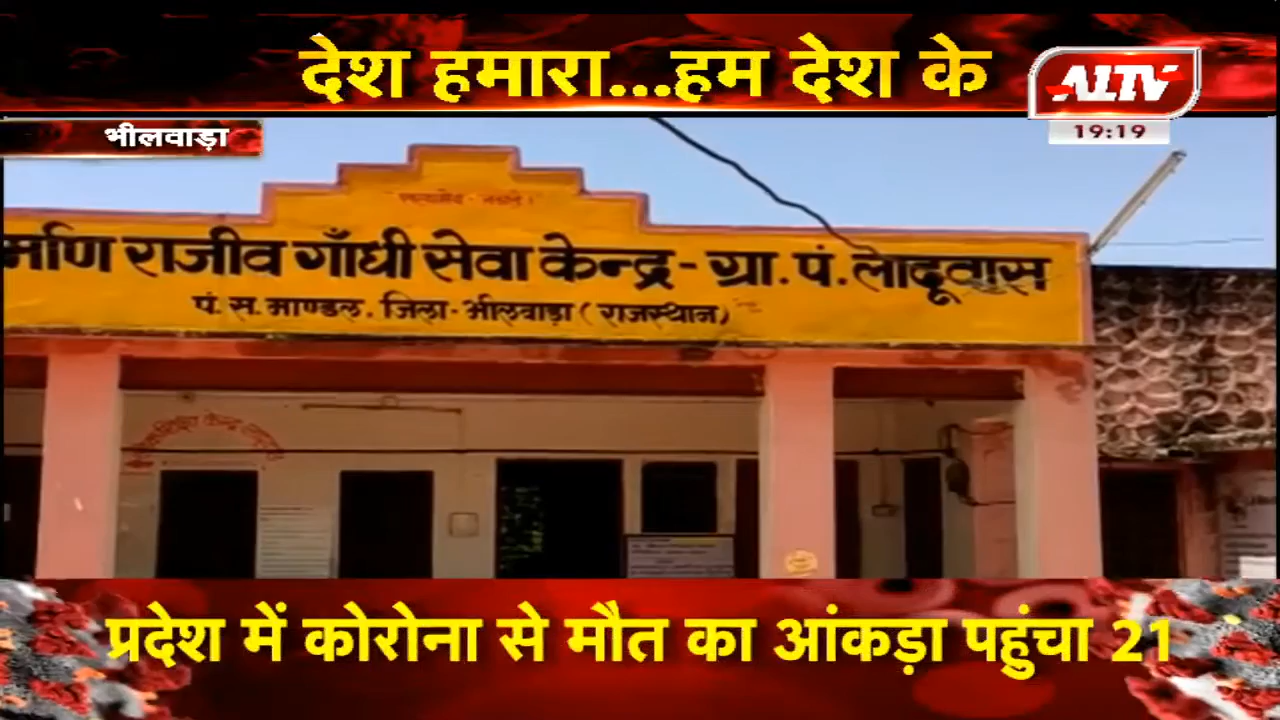 देश हमारा...हम देश के
ALTV
19:19
भीलवाड़ा
र्माण राजीव गाँधी सेवा केन्द्र - ग्रा. पं. लादूवास
पं. स. माण्डल. जिला - भीलवाड़ा ( राजस्थान )
प्रदेश में कोरोना से मौत का आंकड़ा पहुंचा 21